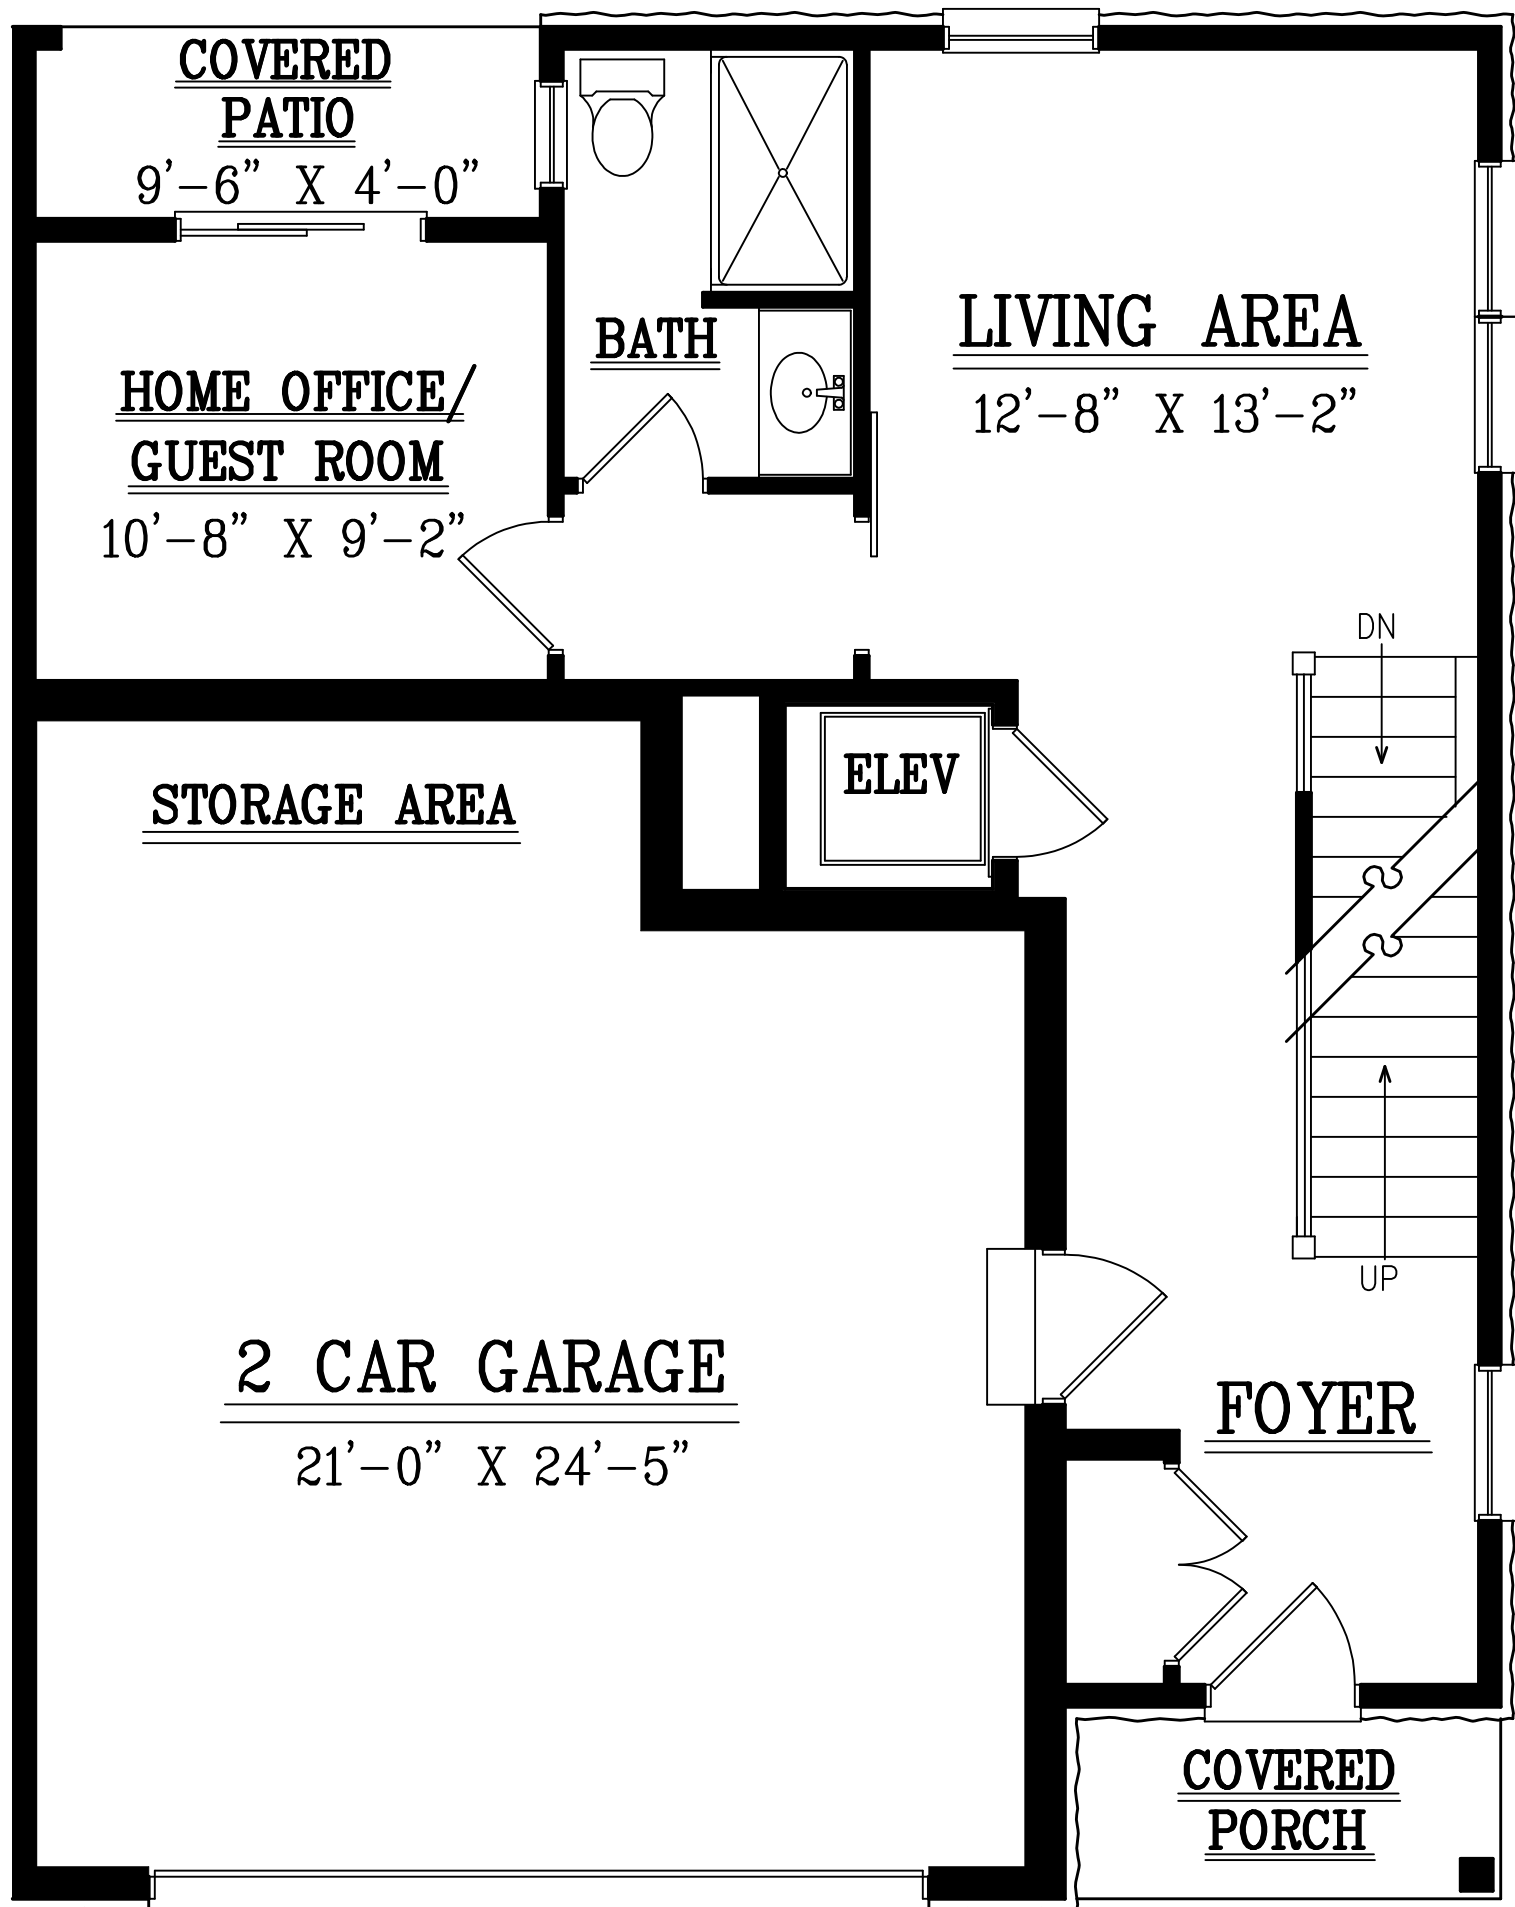 COVERED
PATIO
9'-6" X 4'-0"
LIVING AREA
12'-8" X 13'-2"
BATH
HOME OFFICE/
GUEST ROOM
10'-8" X 9'-2"
DN
ELEV
STORAGE AREA
UP
2 CAR GARAGE
21'-0" X 24'-5"
FOYER
COVERED
PORCH